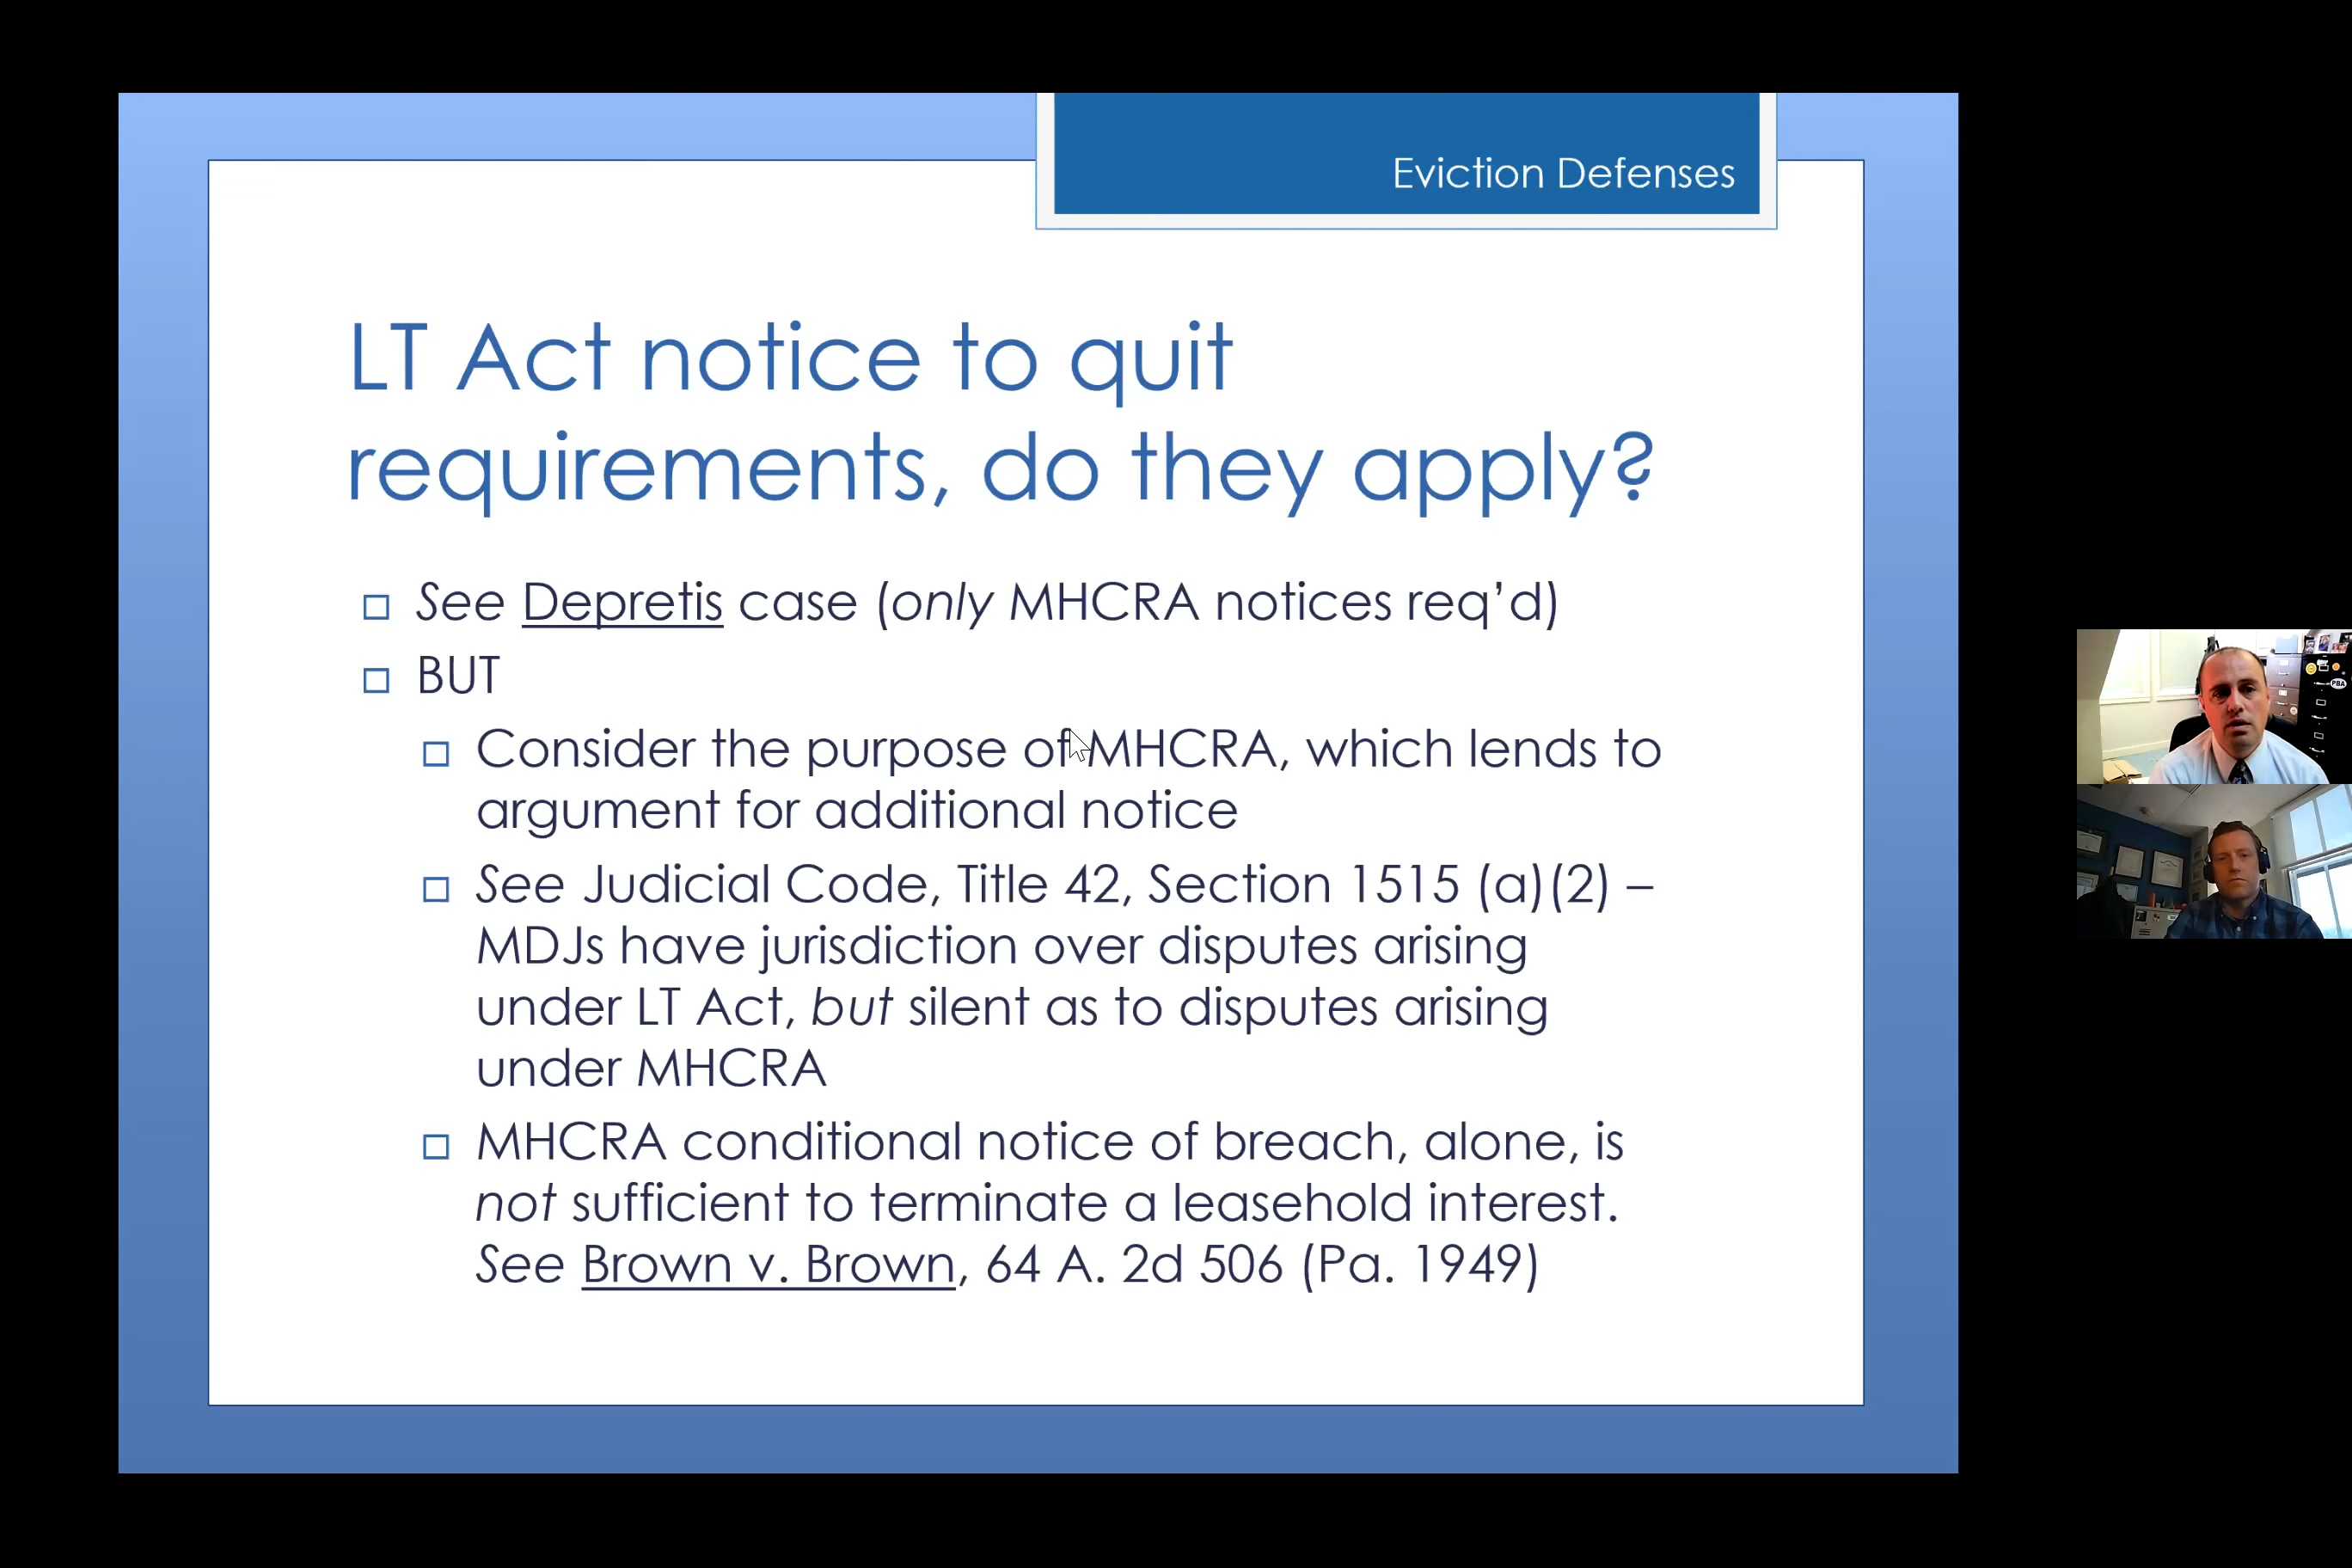 Eviction Defenses
LT Act notice to quit
requirements, do they apply?
See Depretis case (only MHCRA notices req’d)
BUT
Consider the purpose of MHCRA, which lends to
argument for additional notice
See Judicial Code, Title 42, Section 1515 (a)(2) –
MDJs have jurisdiction over disputes arising
under LT Act, but silent as to disputes arising
under MHCRA
MHCRA conditional notice of breach, alone, is
not sufficient to terminate a leasehold interest.
See Brown v. Brown, 64 A. 2d 506 (Pa. 1949)
PBA